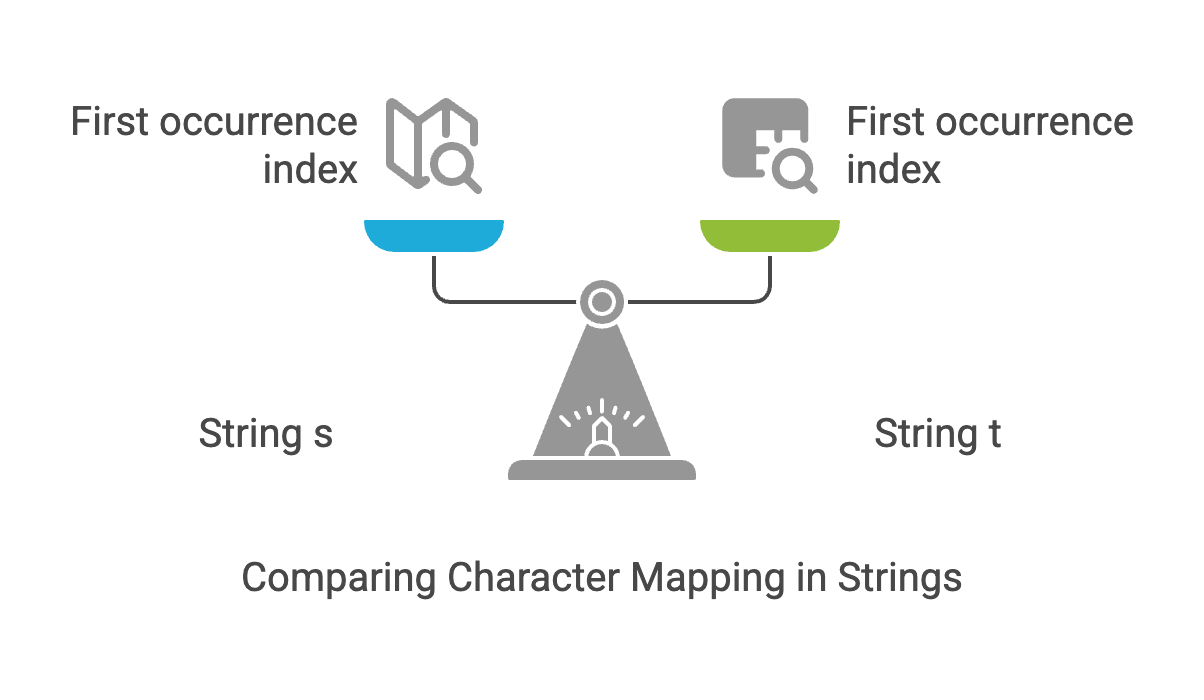 First occurrence
index
First occurrence
index
String s
String t
Comparing Character Mapping in Strings